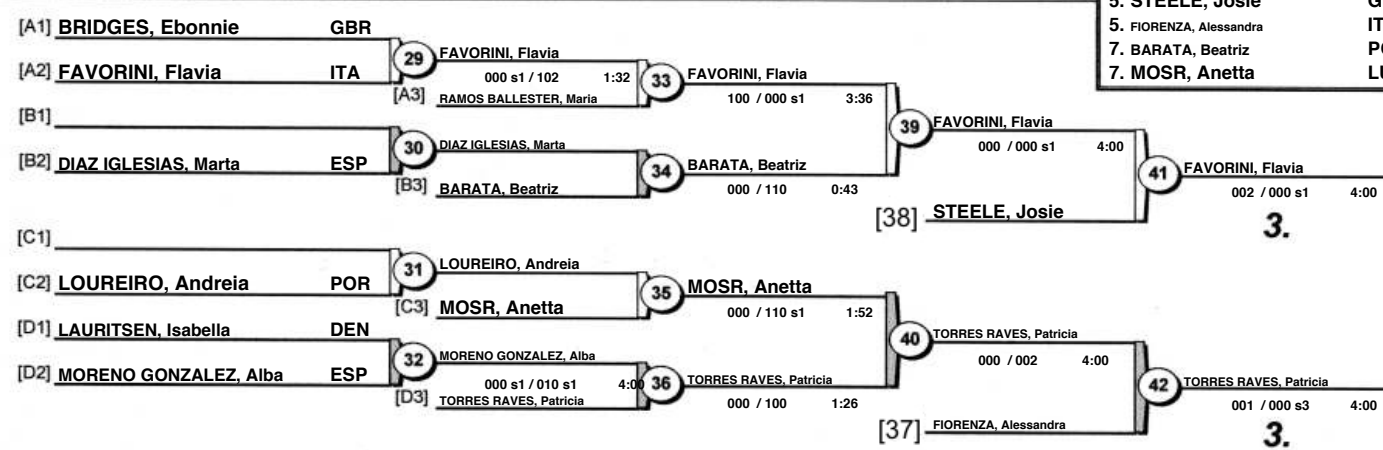 5. STEELE, Josie G
5. FIORENZA, Alessandra IT
7. BARATA, Beatriz PO
7. MOSR, Anetta LU
[A1] BRIDGES, Ebonnie GBR
[A2] FAVORINI, Flavia ITA
29 FAVORINI, Flavia
000 s1 / 102 1:32
[A3] RAMOS BALLESTER, Maria
33 FAVORINI, Flavia
100 / 000 s1 3:36
[B1]
[B2] DIAZ IGLESIAS, Marta ESP
30 DIAZ IGLESIAS, Marta
[B3] BARATA, Beatriz
34 BARATA, Beatriz
000 / 110 0:43
39 FAVORINI, Flavia
000 / 000 s1 4:00
[38] STEELE, Josie
41 FAVORINI, Flavia
002 / 000 s1 4:00
3.
[C1]
[C2] LOUREIRO, Andreia POR
31 LOUREIRO, Andreia
[C3] MOSR, Anetta
35 MOSR, Anetta
000 / 110 s1 1:52
[D1] LAURITSEN, Isabella DEN
[D2] MORENO GONZALEZ, Alba ESP
32 MORENO GONZALEZ, Alba
000 s1 / 010 s1 4:00
[D3] TORRES RAVES, Patricia
36 TORRES RAVES, Patricia
000 / 100 1:26
40 TORRES RAVES, Patricia
000 / 002 4:00
[37] FIORENZA, Alessandra
42 TORRES RAVES, Patricia
001 / 000 s3 4:00
3.